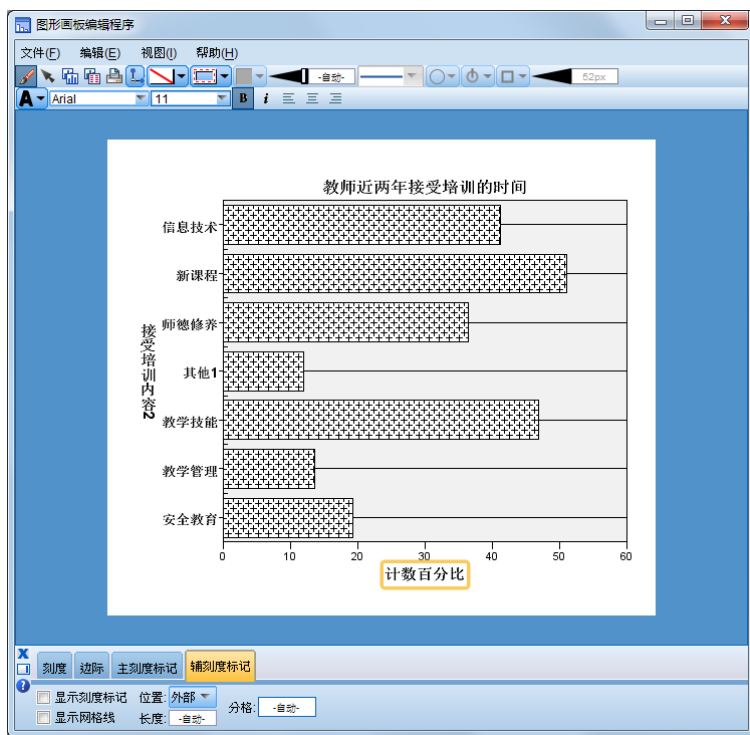 图形画板编辑程序
文件(F) 编辑(E) 视图(I) 帮助(H)
-自动- 52px
A Arial 11 B i
教师近两年接受培训的时间
信息技术
新课程
师德修养
其他1
教学技能
教学管理
安全教育
接受培训内容2
0 10 20 30 40 50 60
计数百分比
刻度 边际 主刻度标记 辅刻度标记
显示刻度标记 位置: 外部 分格: -自动-
显示网格线 长度: -自动-